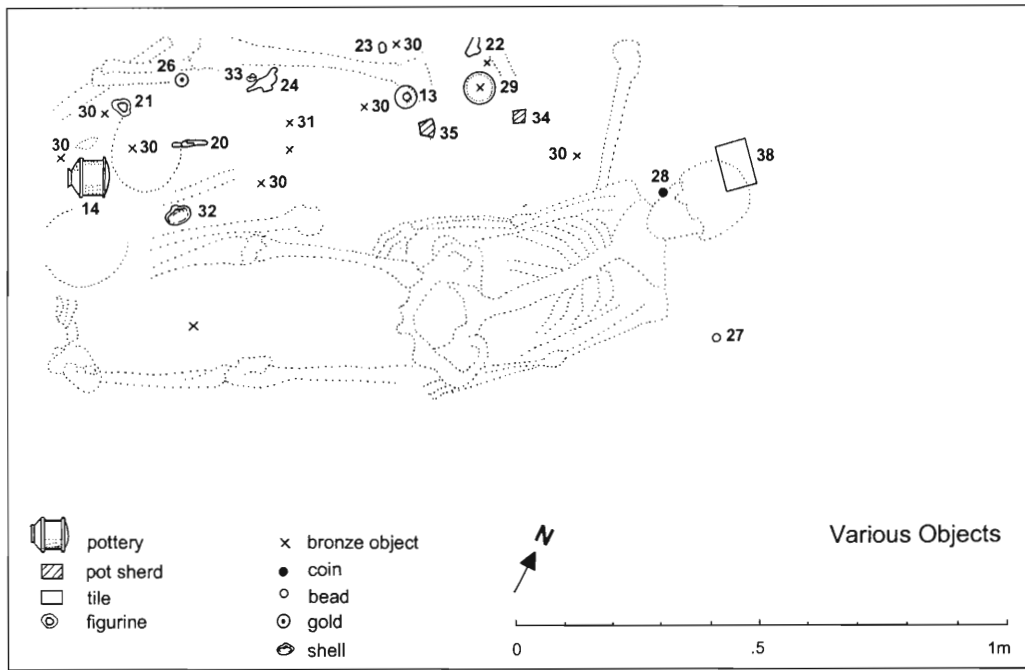 23 30 22
26 33 24 29
21 30 13
30 31 35 34
30 30 20 30 38
14 30 28
32
27
pottery
pot sherd
tile
figurine
bronze object
coin
bead
gold
shell
N
Various Objects
0 .5 1m